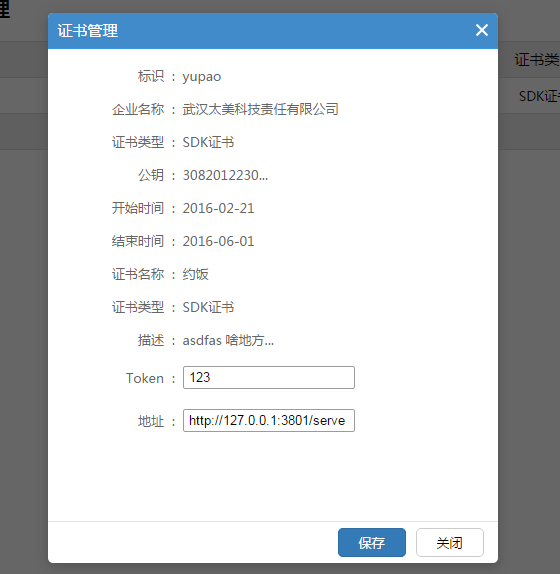 理
证书管理
标识 : yupao
企业名称 : 武汉太美科技责任有限公司
证书类型 : SDK证书
公钥 : 3082012230...
开始时间 : 2016-02-21
结束时间 : 2016-06-01
证书名称 : 约饭
证书类型 : SDK证书
描述 : asdfas 啥地方...
Token : 123
地址 : http://127.0.0.1:3801/serve
保存 关闭
证书类
SDK证